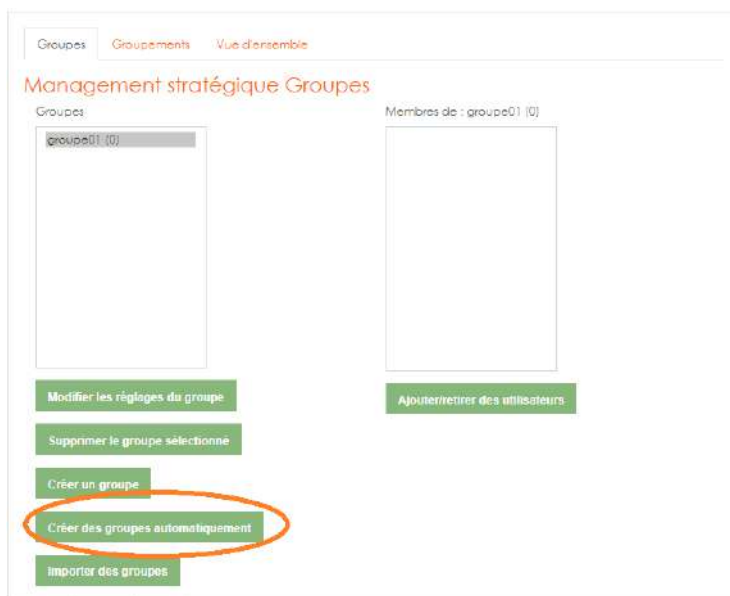 Groupes Groupements Vue d'ensemble
Management stratégique Groupes
Groupes
Membres de : groupe01 (0)
groupe01 (0)
Modifier les réglages du groupe
Ajouter/retirer des utilisateurs
Supprimer le groupe sélectionné
Créer un groupe
Créer des groupes automatiquement
Importer des groupes